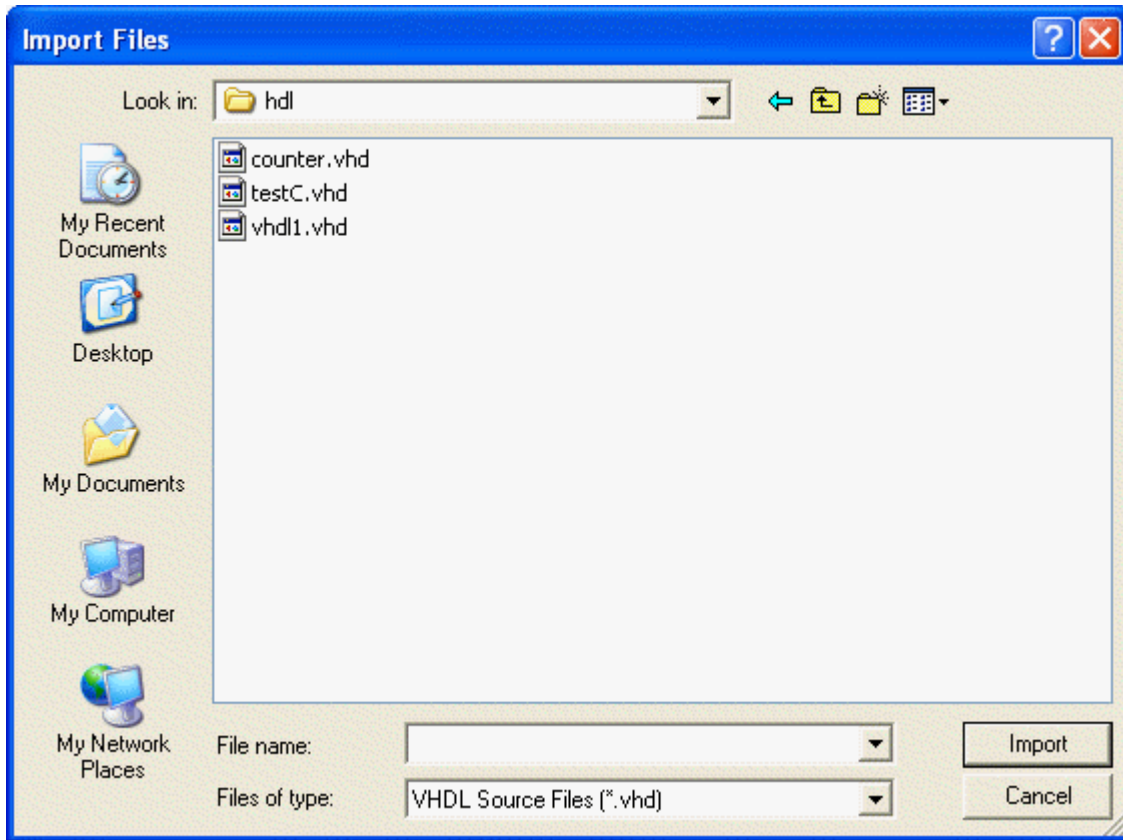 Import Files
Look in: hdl
counter.vhd
testC.vhd
vhdl1.vhd
My Recent
Documents
Desktop
My Documents
My Computer
My Network
Places
File name:
Import
Files of type: VHDL Source Files (*.vhd)
Cancel